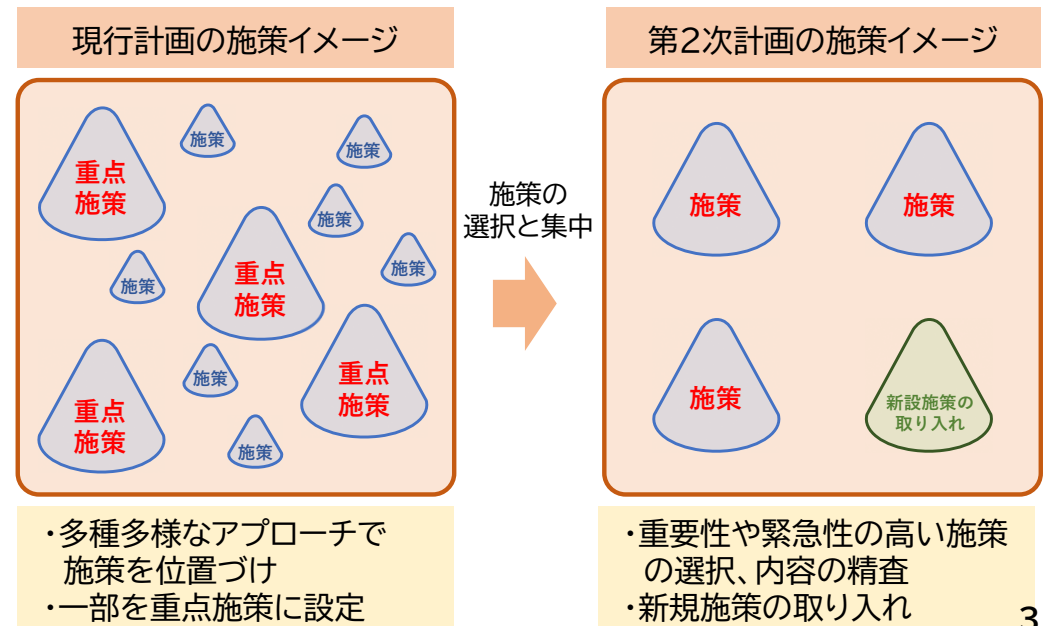 現行計画の施策イメージ
第2次計画の施策イメージ
重点
施策
施策
施策
施策
施策
施策
重点
施策
重点
施策
施策
重点
施策
施策
施策の
選択と集中
施策
施策
施策
新設施策の
取り入れ
・多種多様なアプローチで
施策を位置づけ
・一部を重点施策に設定
・重要性や緊急性の高い施策
の選択、内容の精査
・新規施策の取り入れ
3